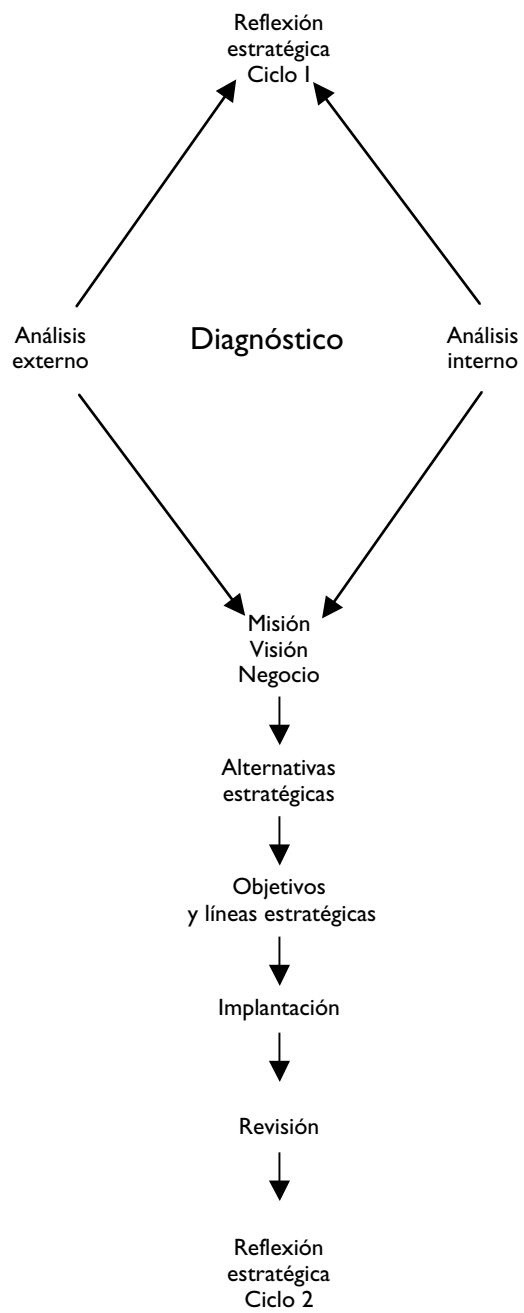 Reflexión
estratégica
Ciclo 1
Análisis
externo
Diagnóstico
Análisis
interno
Misión
Visión
Negocio
Alternativas
estratégicas
Objetivos
y líneas estratégicas
Implantación
Revisión
Reflexión
estratégica
Ciclo 2